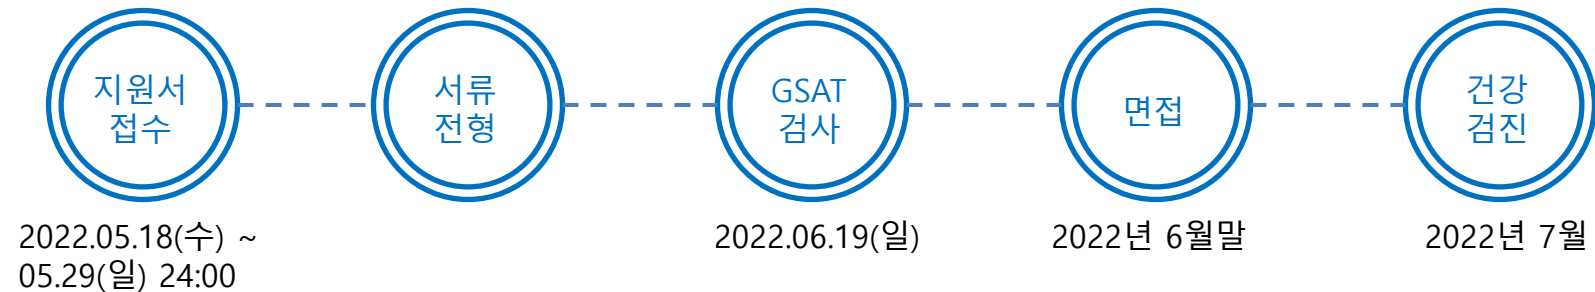 지원서
접수
서류
전형
GSAT
검사
면접
건강
검진
2022.05.18(수) ~
05.29(일) 24:00
2022.06.19(일)
2022년 6월말
2022년 7월